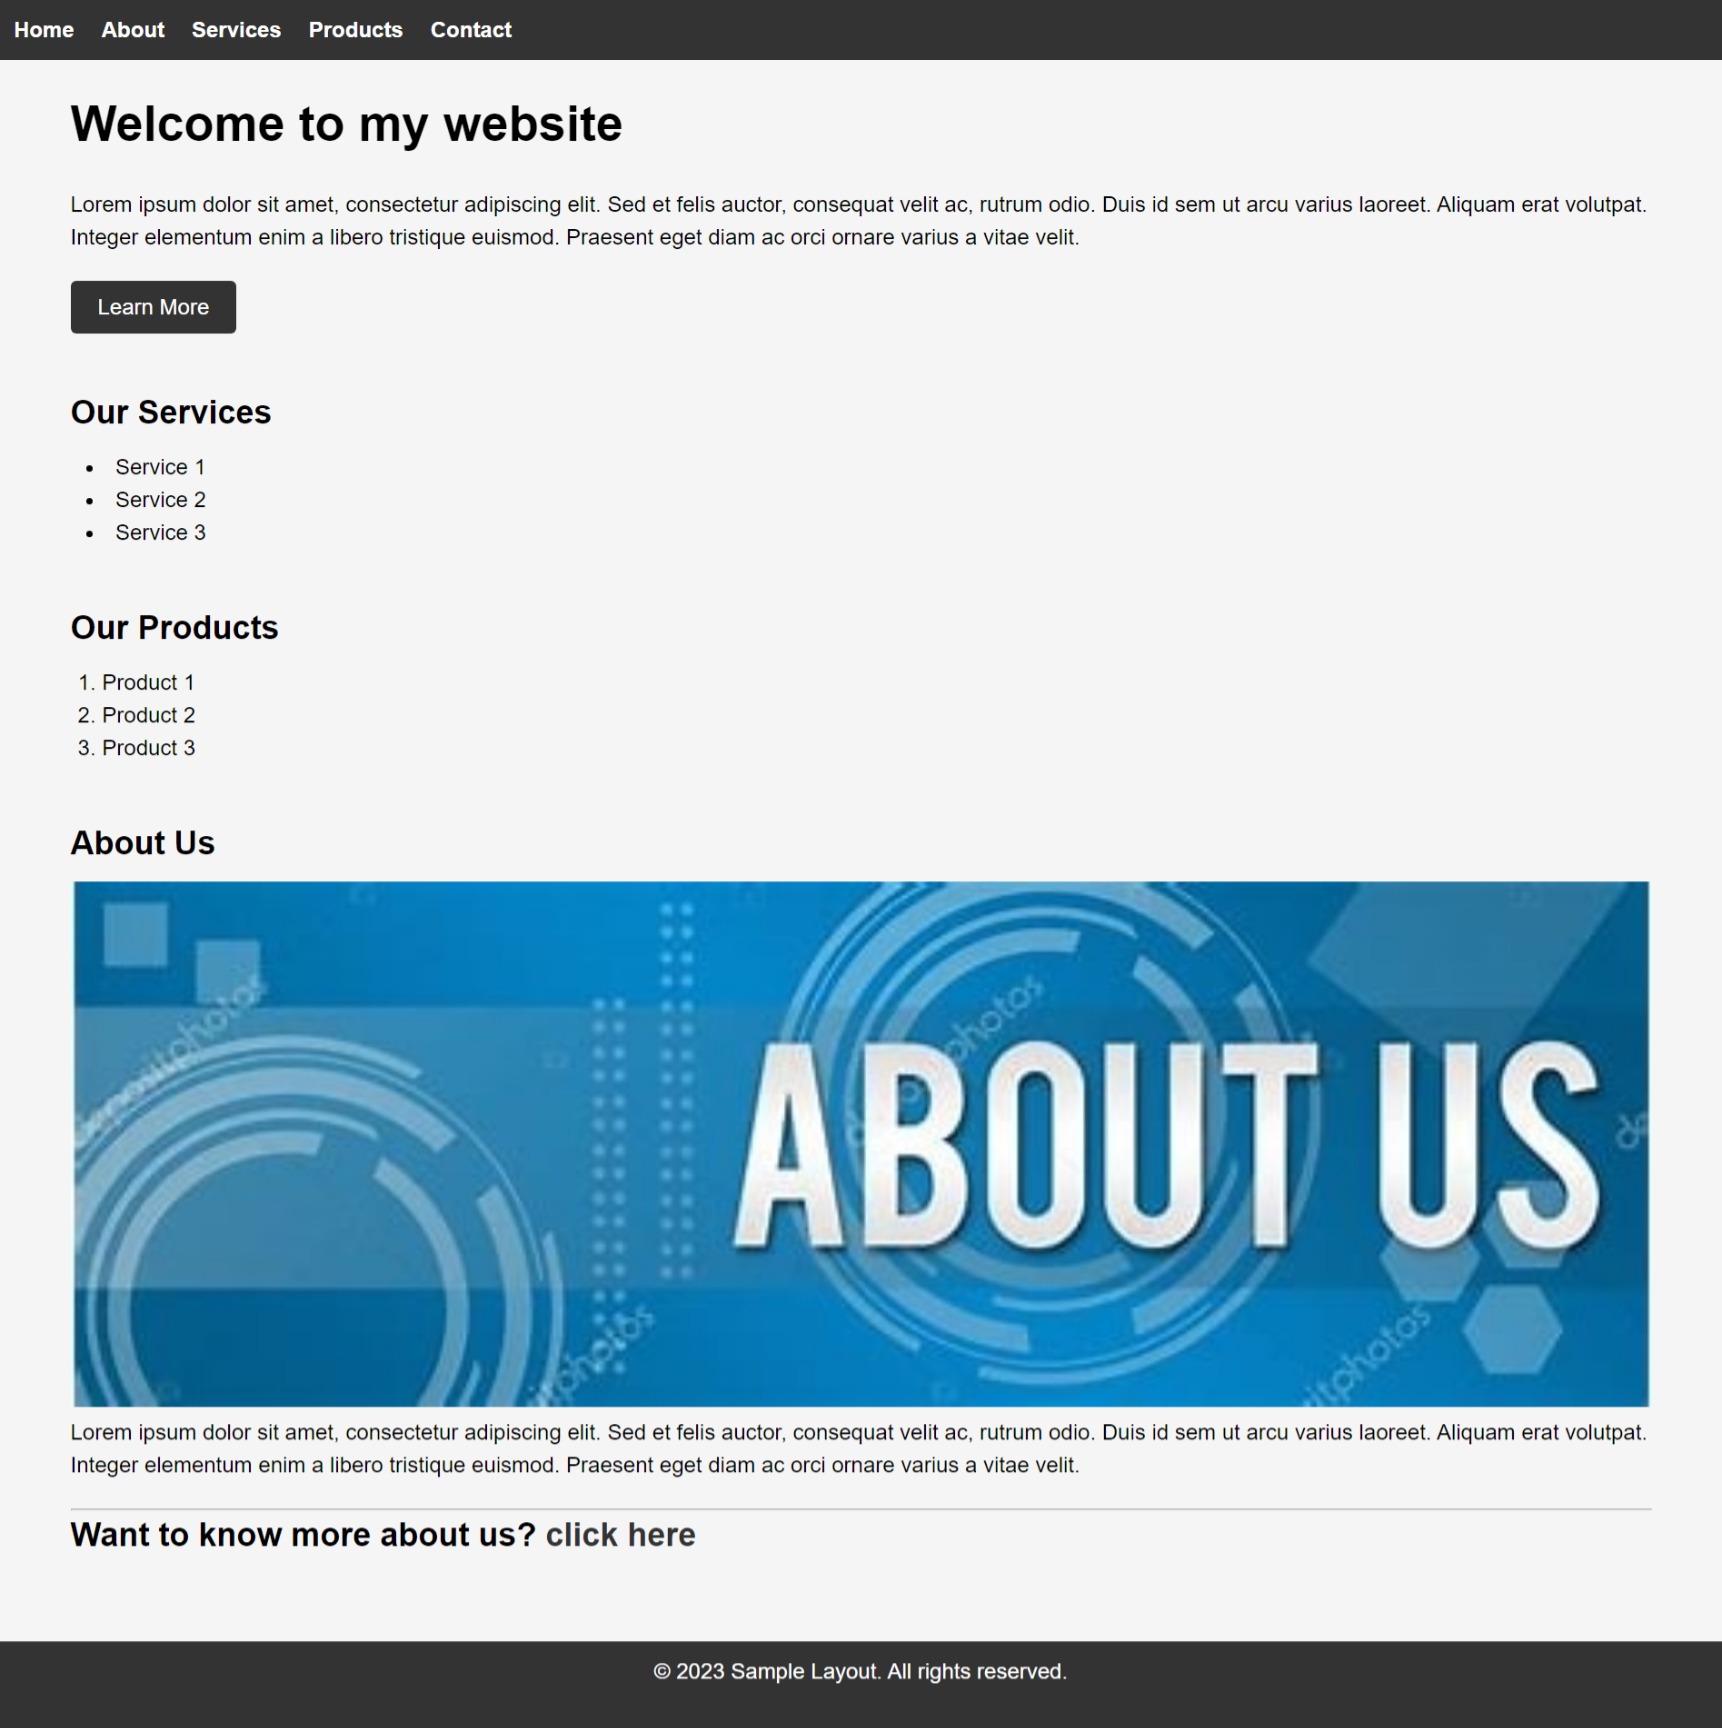 Home About Services Products Contact
Welcome to my website
Lorem ipsum dolor sit amet, consectetur adipiscing elit. Sed et felis auctor, consequat velit ac, rutrum odio. Duis id sem ut arcu varius laoreet. Aliquam erat volutpat.
Integer elementum enim a libero tristique euismod. Praesent eget diam ac orci ornare varius a vitae velit.
Learn More
Our Services
• Service 1
• Service 2
• Service 3
Our Products
1. Product 1
2. Product 2
3. Product 3
About Us
depositphotos
photos
ABOUT US
itphotos
itphotos
Lorem ipsum dolor sit amet, consectetur adipiscing elit. Sed et felis auctor, consequat velit ac, rutrum odio. Duis id sem ut arcu varius laoreet. Aliquam erat volutpat.
Integer elementum enim a libero tristique euismod. Praesent eget diam ac orci ornare varius a vitae velit.
Want to know more about us? click here
© 2023 Sample Layout. All rights reserved.